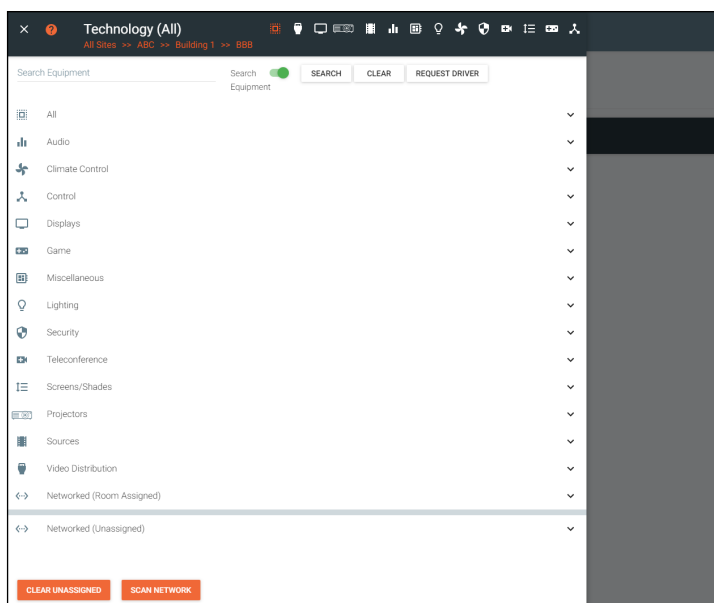 Technology (All)
All Sites >> ABC >> Building 1 >> BBB
Search Equipment
Search
Equipment
SEARCH
CLEAR
REQUEST DRIVER
All
Audio
Climate Control
Control
Displays
Game
Miscellaneous
Lighting
Security
Teleconference
Screens/Shades
Projectors
Sources
Video Distribution
Networked (Room Assigned)
Networked (Unassigned)
CLEAR UNASSIGNED
SCAN NETWORK